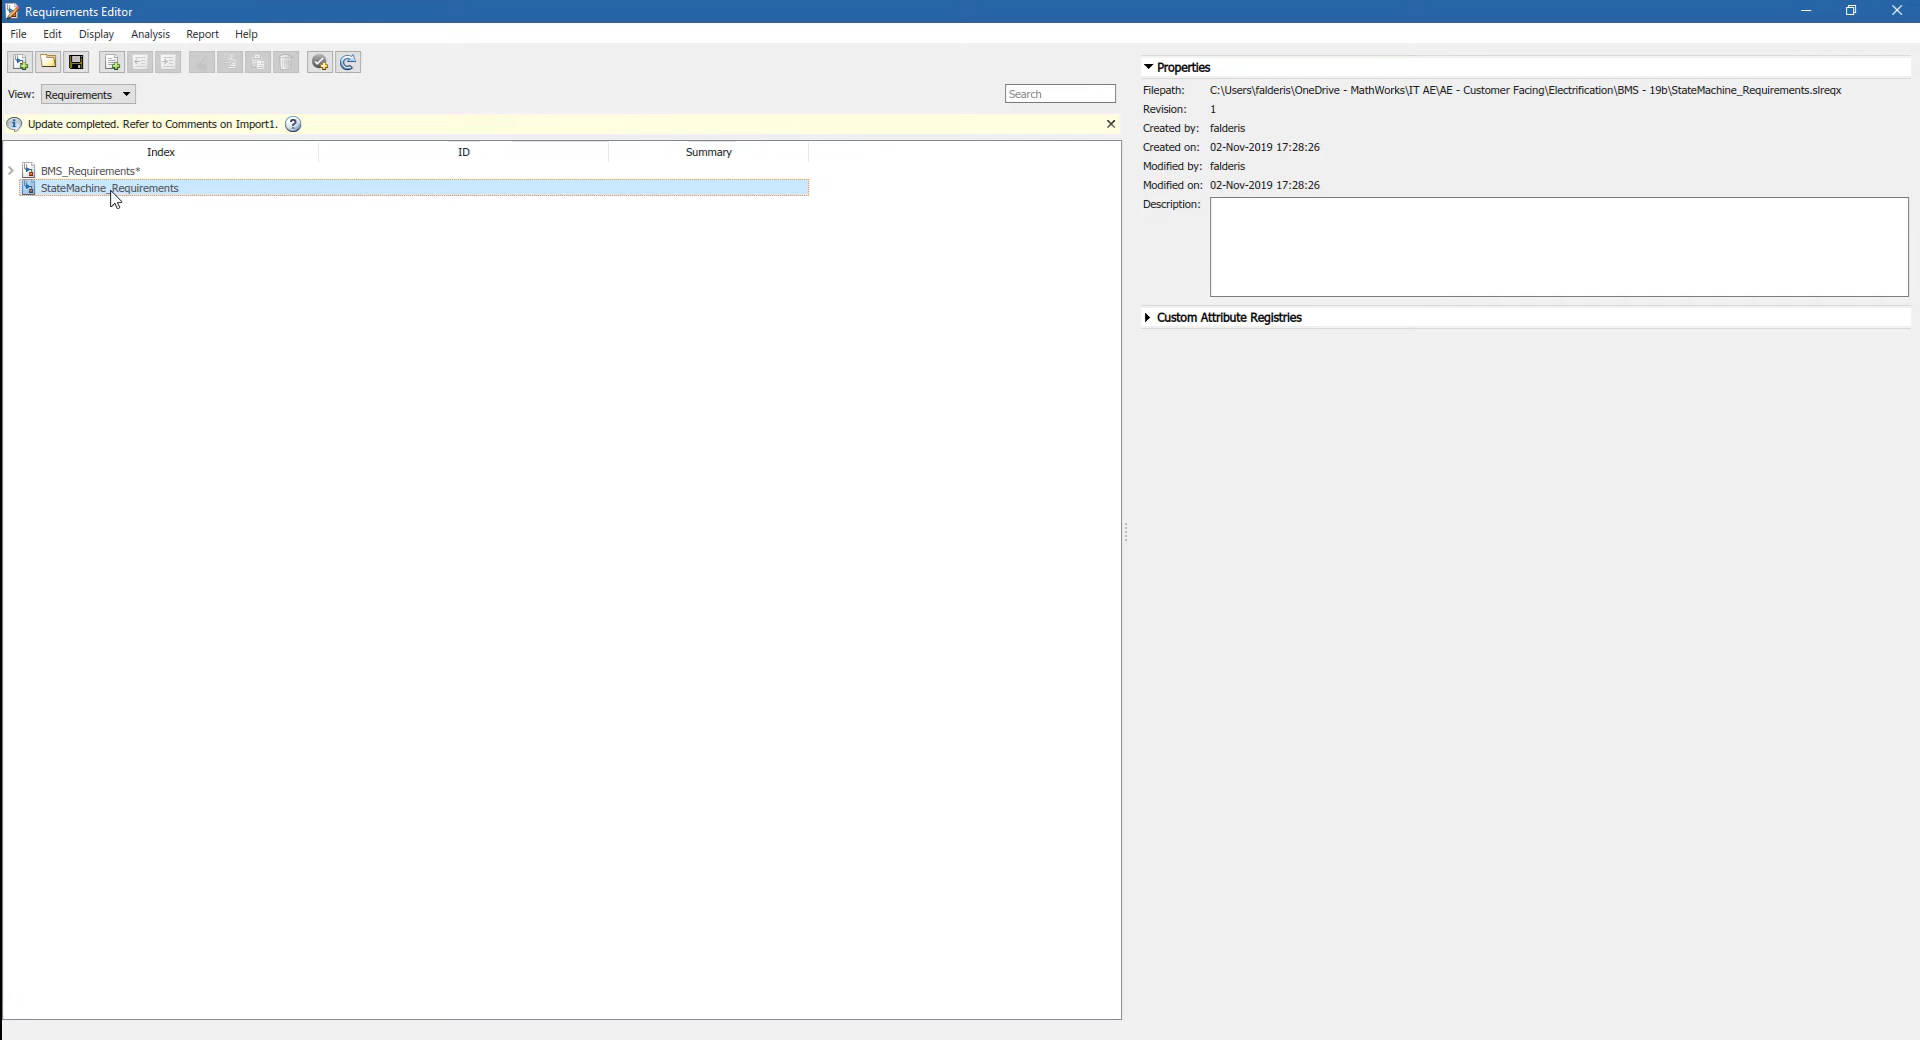 Requirements Editor
File Edit Display Analysis Report Help
View: Requirements
Search
Update completed. Refer to Comments on Import1.
Index ID Summary
BMS_Requirements*
StateMachine_Requirements
Properties
Filepath: C:\Users\falderis\OneDrive - MathWorks\IT AE\AE - Customer Facing\Electrification\BMS - 19b\StateMachine_Requirements.slreqx
Revision: 1
Created by: falderis
Created on: 02-Nov-2019 17:28:26
Modified by: falderis
Modified on: 02-Nov-2019 17:28:26
Description:
Custom Attribute Registries